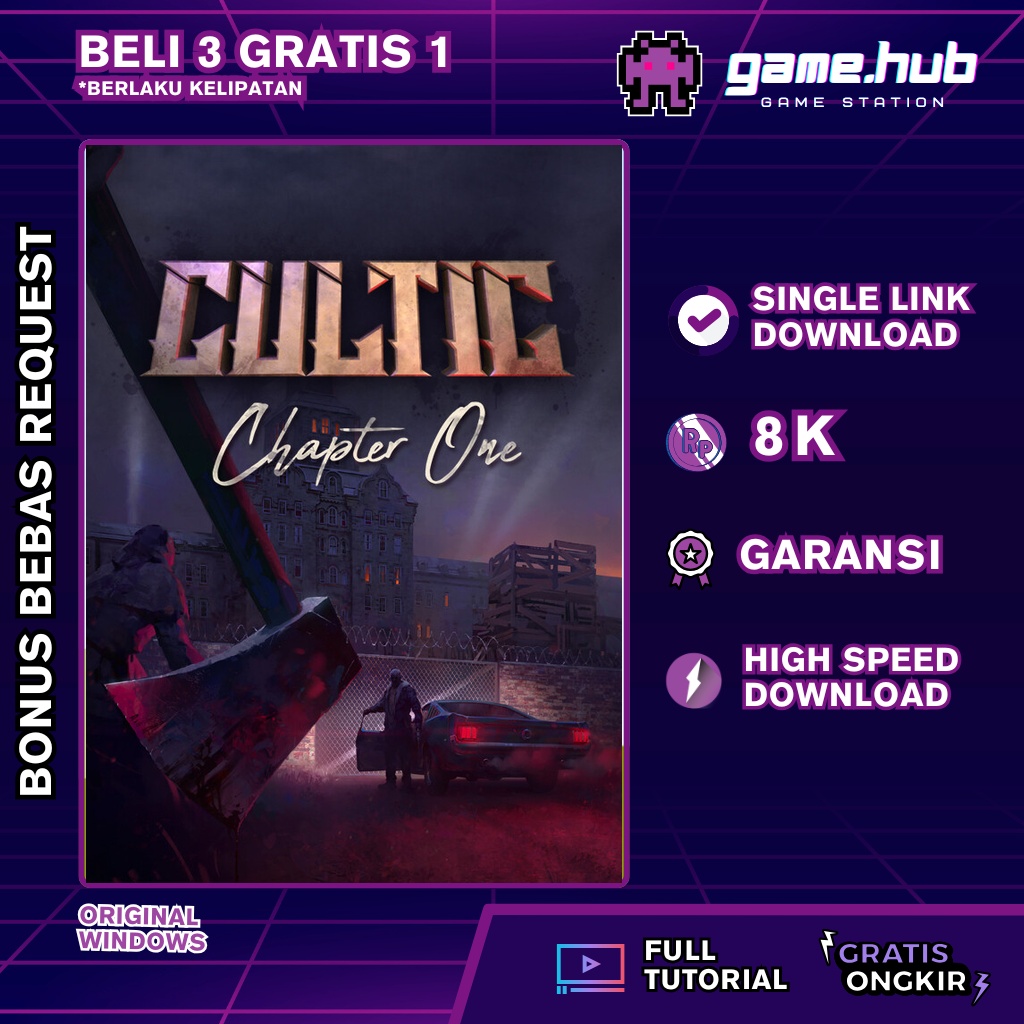 BELI 3 GRATIS 1
*BERLAKU KELIPATAN
game.hub
GAME STATION
BONUS BEBAS REQUEST
CULTIC
Chapter One
SINGLE LINK
DOWNLOAD
Rp
8K
GARANSI
HIGH SPEED
DOWNLOAD
ORIGINAL
WINDOWS
FULL
TUTORIAL
GRATIS
ONGKIR